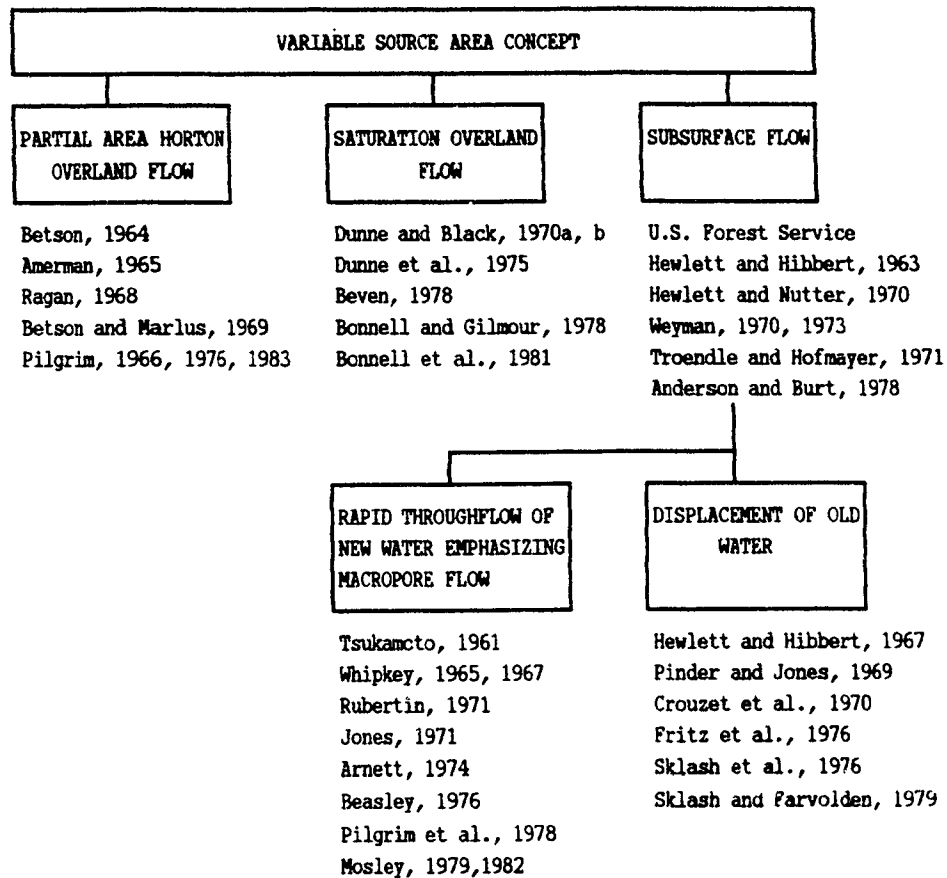 VARIABLE SOURCE AREA CONCEPT
PARTIAL AREA HORTON
OVERLAND FLOW
Betson, 1964
Amerman, 1965
Ragan, 1968
Betson and Marlus, 1969
Pilgrim, 1966, 1976, 1983
SATURATION OVERLAND
FLOW
Dunne and Black, 1970a, b
Dunne et al., 1975
Beven, 1978
Bonnell and Gilmour, 1978
Bonnell et al., 1981
SUBSURFACE FLOW
U.S. Forest Service
Hewlett and Hibbert, 1963
Hewlett and Nutter, 1970
Weyman, 1970, 1973
Troendle and Hofmayer, 1971
Anderson and Burt, 1978
RAPID THROUGHFLOW OF
NEW WATER EMPHASIZING
MACROPORE FLOW
Tsukamcto, 1961
Whipkey, 1965, 1967
Rubertin, 1971
Jones, 1971
Arnett, 1974
Beasley, 1976
Pilgrim et al., 1978
Mosley, 1979,1982
DISPLACEMENT OF OLD
WATER
Hewlett and Hibbert, 1967
Pinder and Jones, 1969
Crouzet et al., 1970
Fritz et al., 1976
Sklash et al., 1976
Sklash and Farvolden, 1979